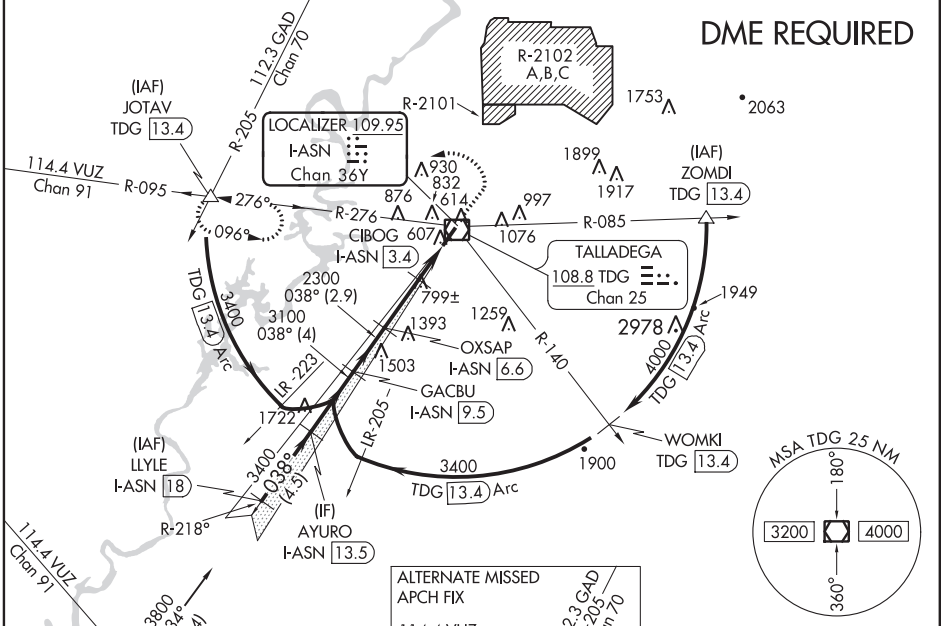 DME REQUIRED
112.3 GAD
Chan 70
R-205
R-2102
A,B,C
R-2101
1753
2063
(IAF)
JOTAV
TDG 13.4
LOCALIZER 109.95
I-ASN
Chan 36Y
930
832
876
614
607
997
1076
1899
1917
(IAF)
ZOMDI
TDG 13.4
114.4 VUZ
Chan 91
R-095
276°
096°
R-276
R-085
CIBOG
I-ASN 3.4
TALLADEGA
108.8 TDG
Chan 25
2300
038° (2.9)
3100
038° (4)
799±
1393
1259
1503
OXSAP
I-ASN 6.6
GACBU
I-ASN 9.5
R-140
1949
2978
4000
TDG 13.4 Arc
3400
TDG 13.4 Arc
LR-223
LR-205
1722
(IAF)
LLYLE
I-ASN 18
R-218°
3400
038°
(4.5)
(IF)
AYURO
I-ASN 13.5
3400
TDG 13.4 Arc
1900
WOMKI
TDG 13.4
MSA TDG 25 NM
180°
3200
4000
360°
114.4 VUZ
Chan 91
3800
ALTERNATE MISSED
APCH FIX